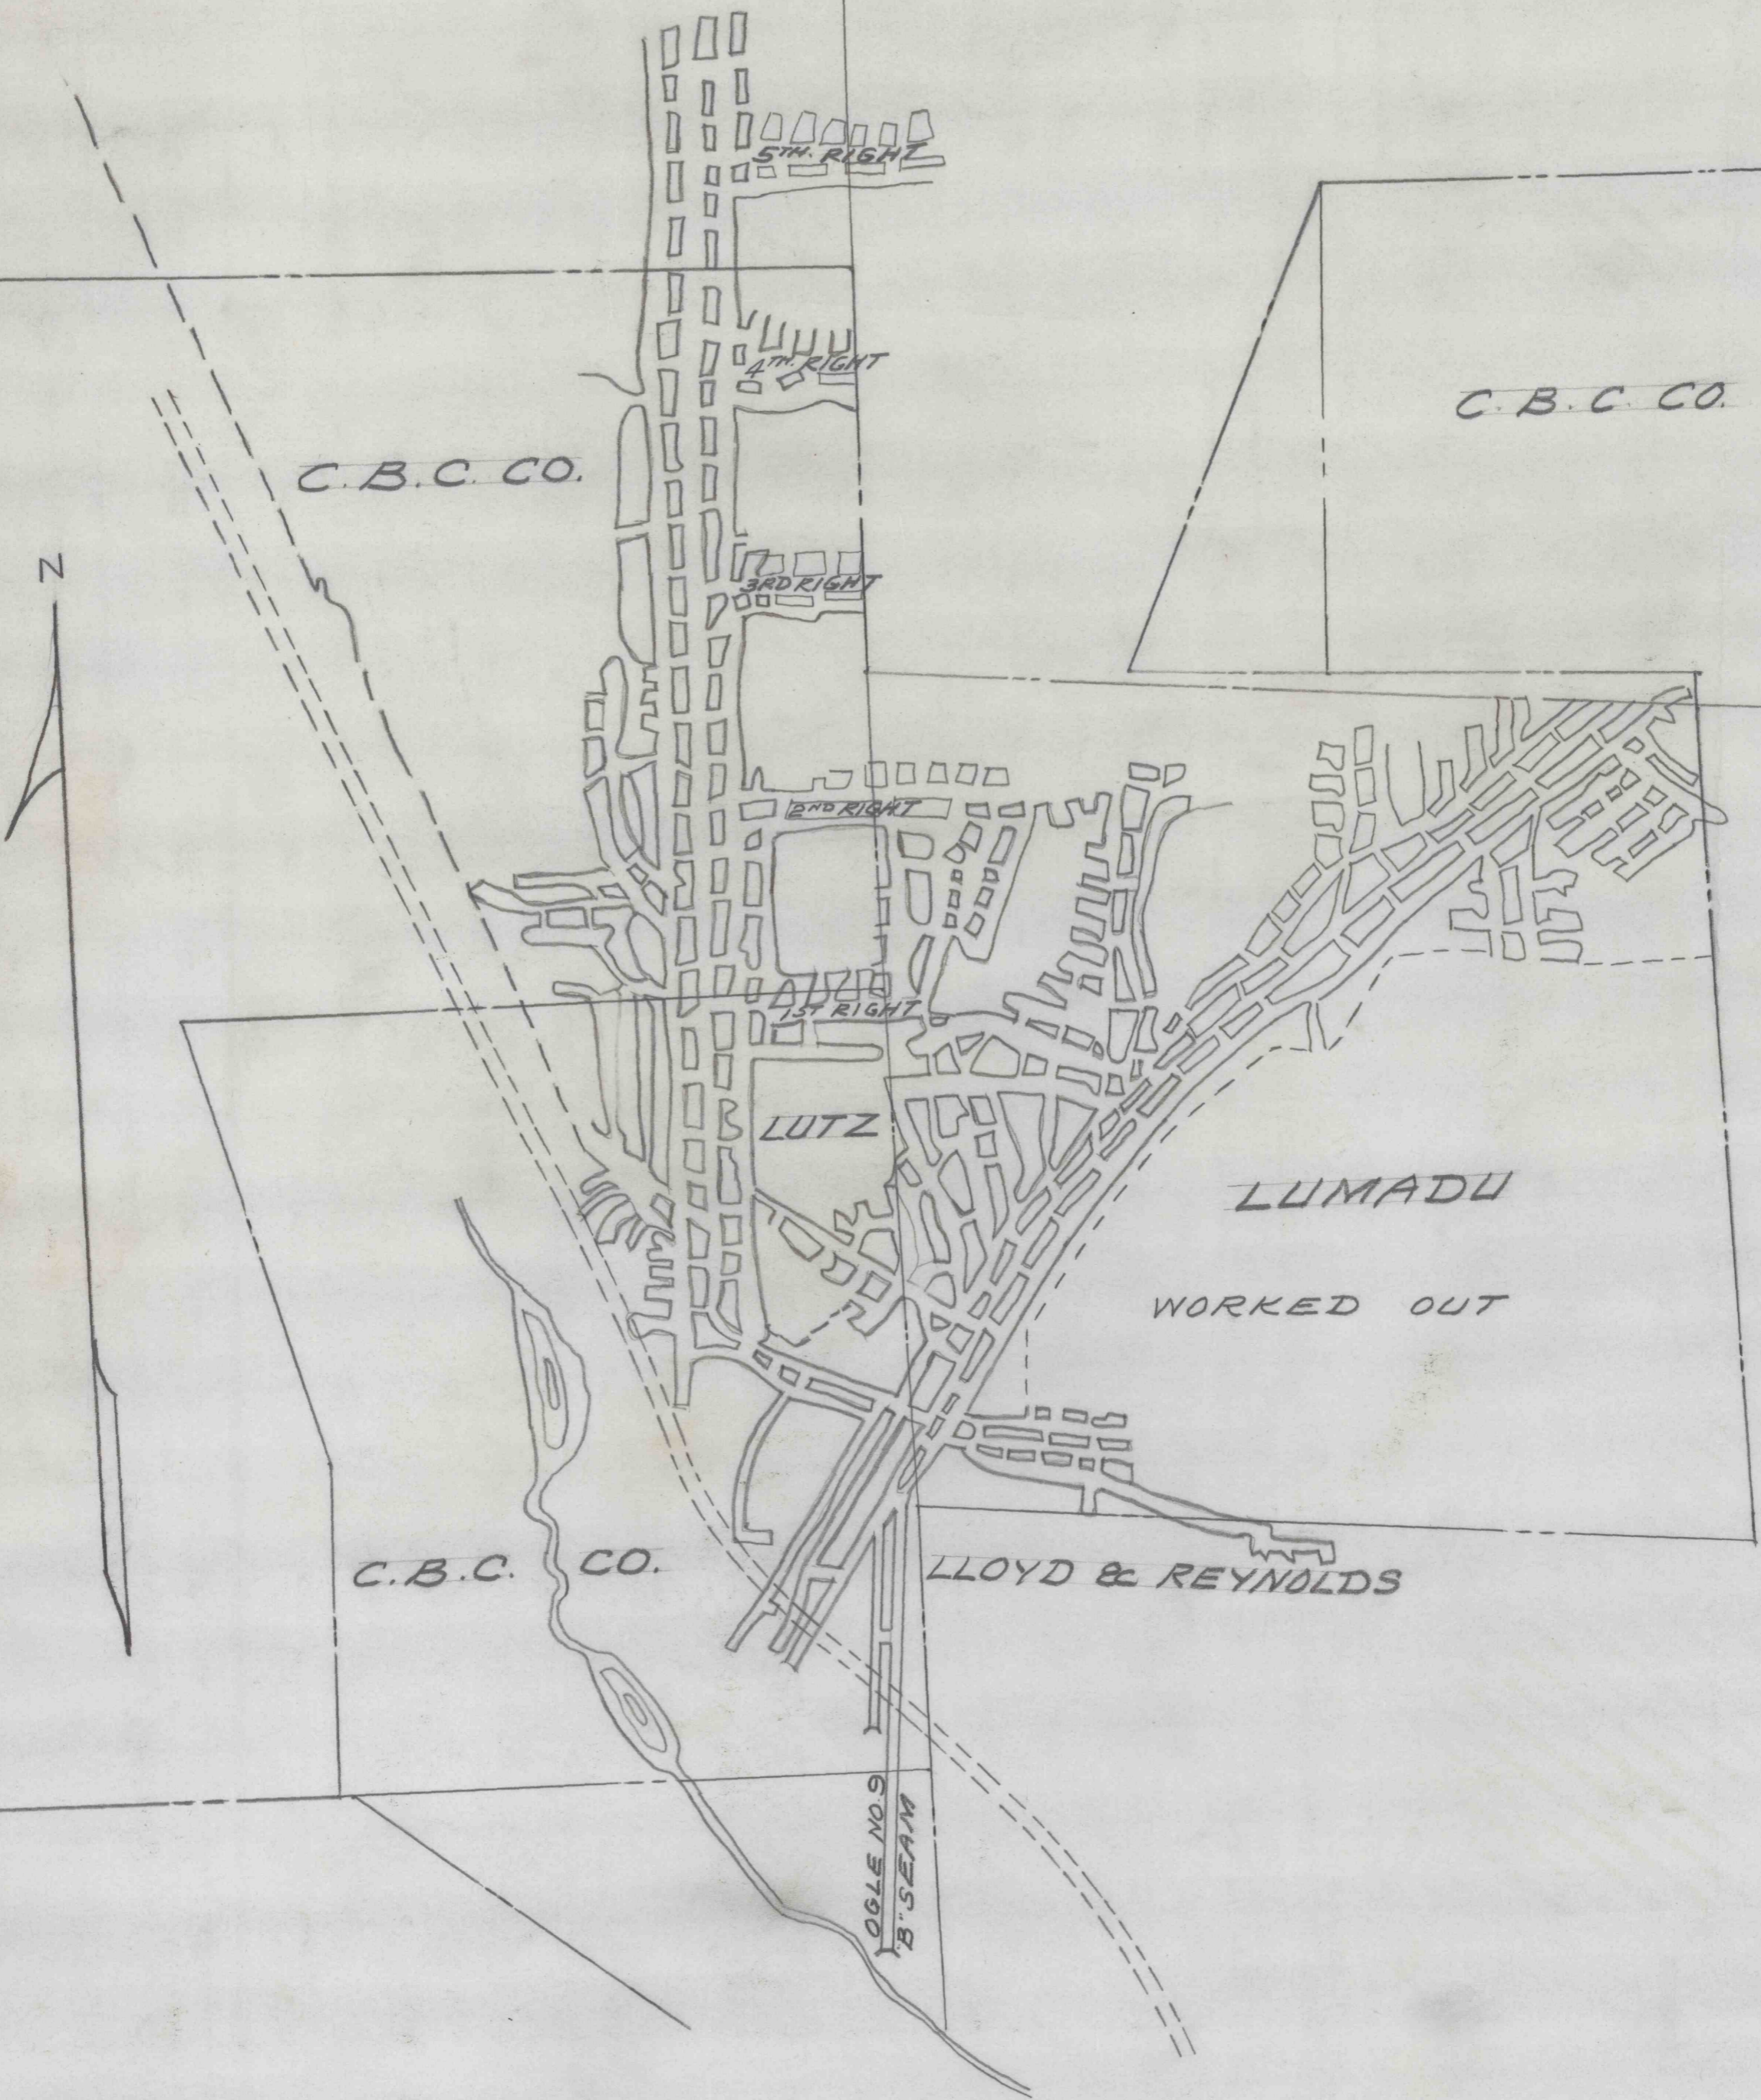 5TH. RIGHT
4TH. RIGHT
C. B. C. CO.
C. B. C. CO.
N
3RD RIGHT
2ND RIGHT
1ST RIGHT
LUTZ
LUMADU
WORKED OUT
C. B. C. CO.
LLOYD & REYNOLDS
OGLE NO. 9
"B" SEAM